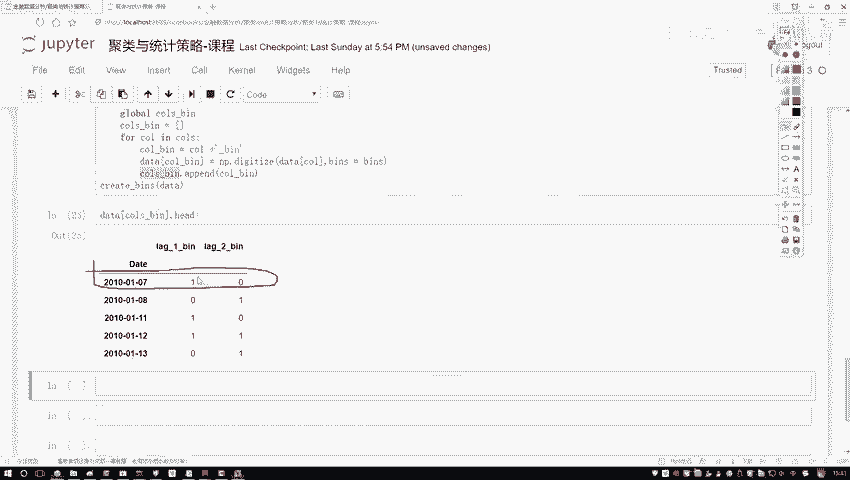 jupyter 聚类与统计策略-课程 Last Checkpoint: Last Sunday at 5:54 PM (unsaved changes)
File Edit View Insert Cell Kernel Widgets Help
Trusted
Code
global cols_bin
cols_bin = []
for col in cols:
col_bin = col + '_bin'
data[col_bin] = np.digitize(data[col],bins = bins)
cols_bin.append(col_bin)
create_bins(data)
data[cols_bin].head
lag_1_bin lag_2_bin
Date
2010-01-07 1 0
2010-01-08 0 1
2010-01-11 1 0
2010-01-12 1 1
2010-01-13 0 1
In [ ]:
In [ ]:
In [ ]: